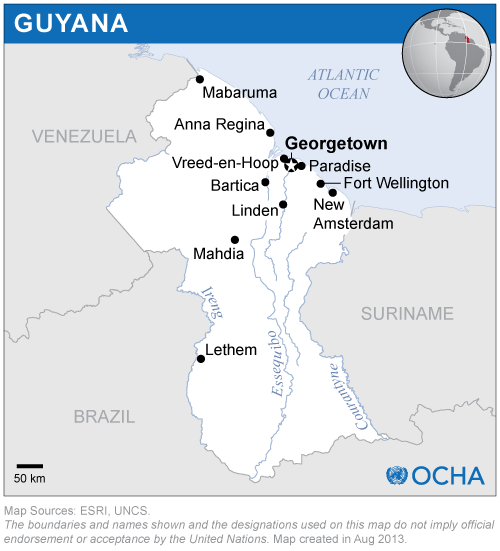 GUYANA
ATLANTIC
OCEAN
Mabaruma
VENEZUELA
Anna Regina
Georgetown
Vreed-en-Hoop
Paradise
Bartica
Fort Wellington
Linden
New
Amsterdam
Mahdia
Ireng
SURINAME
Essequibo
Lethem
Courantyne
BRAZIL
50 km
OCHA
Map Sources: ESRI, UNCS.
The boundaries and names shown and the designations used on this map do not imply official
endorsement or acceptance by the United Nations. Map created in Aug 2013.